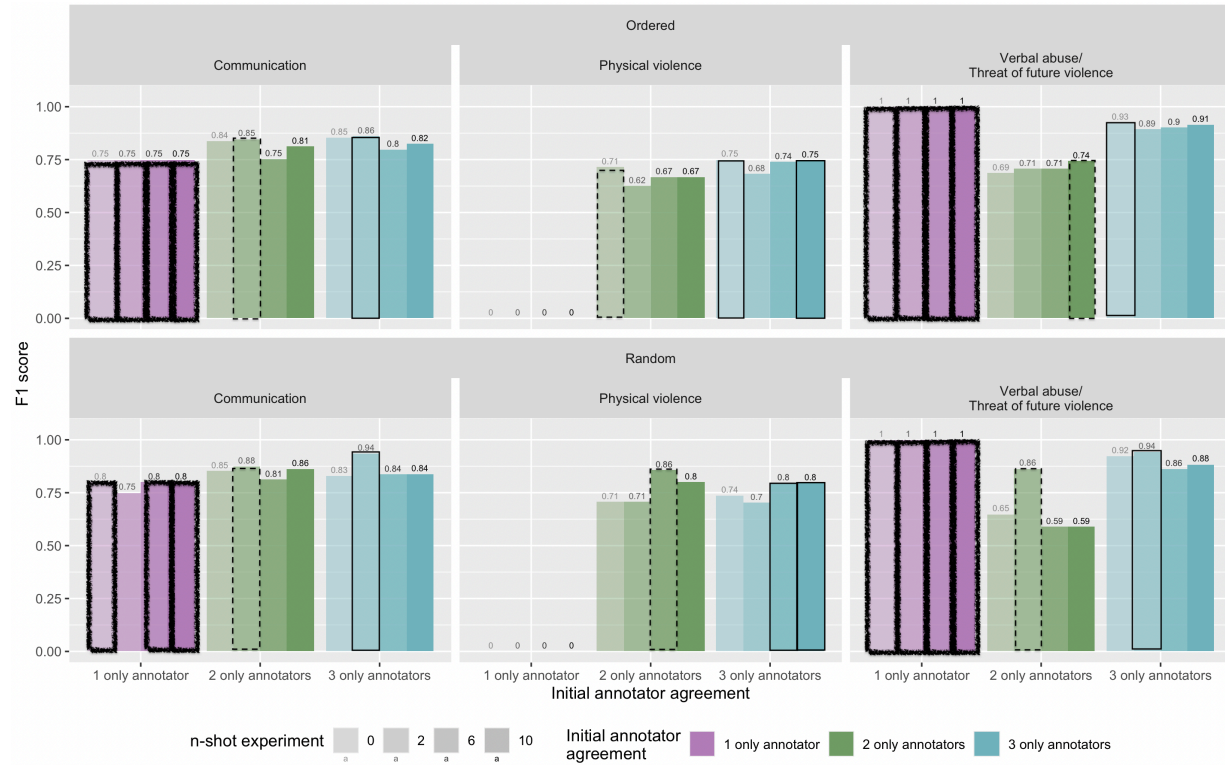 Ordered
Communication
Physical violence
Verbal abuse/
Threat of future violence
1.00
0.75
0.50
0.25
0.00
0.75 0.75 0.75 0.75
0.84 0.85 0.75 0.81
0.85 0.86 0.8 0.82
0 0 0 0
0.71 0.62 0.67 0.67
0.75 0.68 0.74 0.75
1 1 1 1
0.69 0.71 0.71 0.74
0.93 0.89 0.9 0.91
F1 score
Random
Communication
Physical violence
Verbal abuse/
Threat of future violence
1.00
0.75
0.50
0.25
0.00
0.8 0.75 0.8 0.8
0.85 0.88 0.81 0.86
0.83 0.94 0.84 0.84
0 0 0 0
0.71 0.71 0.86 0.8
0.74 0.7 0.8 0.8
1 1 1 1
0.65 0.86 0.59 0.59
0.92 0.94 0.86 0.88
1 only annotator 2 only annotators 3 only annotators
1 only annotator 2 only annotators 3 only annotators
1 only annotator 2 only annotators 3 only annotators
Initial annotator agreement
n-shot experiment 0 2 6 10
a a a a
Initial annotator
agreement
1 only annotator 2 only annotators 3 only annotators